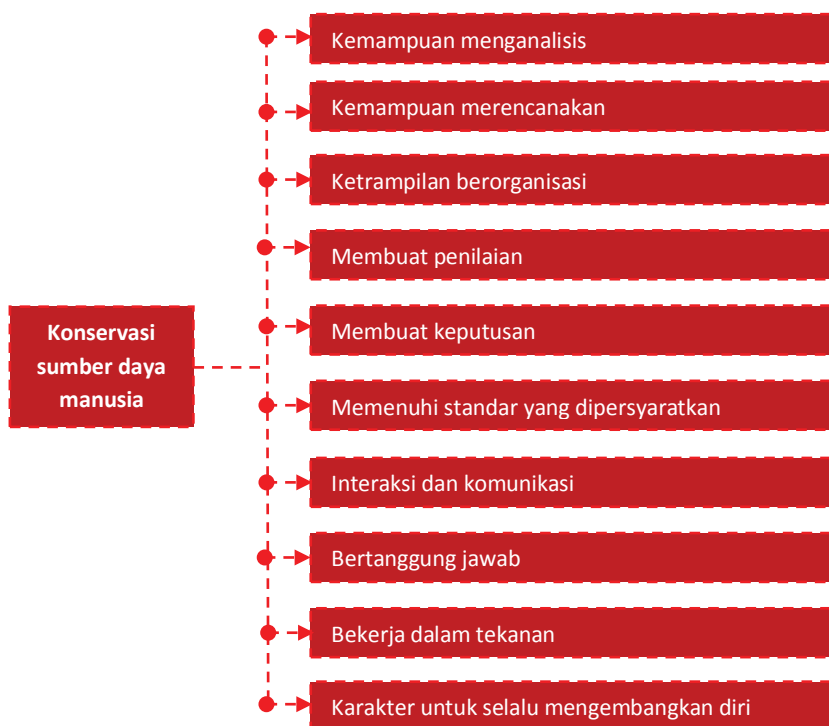 Kemampuan menganalisis
Kemampuan merencanakan
Ketrampilan berorganisasi
Membuat penilaian
Konservasi
sumber daya
manusia
Membuat keputusan
Memenuhi standar yang dipersyaratkan
Interaksi dan komunikasi
Bertanggung jawab
Bekerja dalam tekanan
Karakter untuk selalu mengembangkan diri